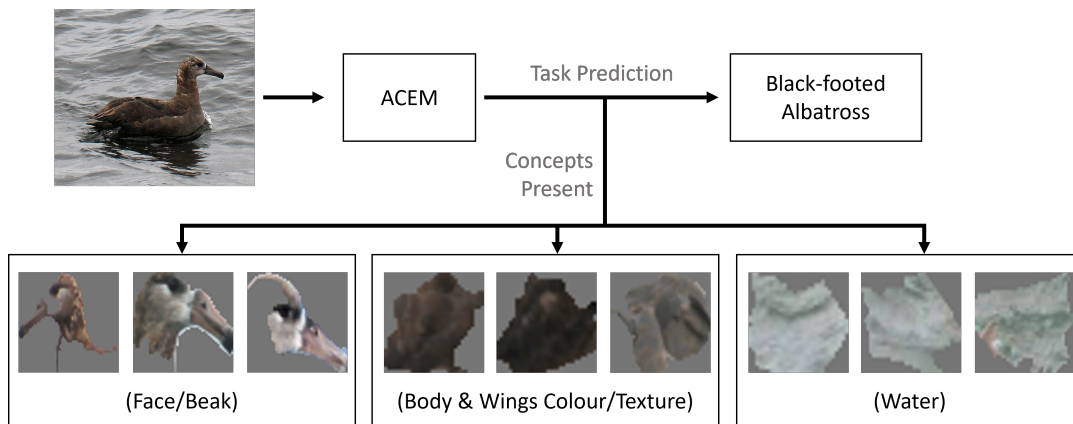 ACEM
Task Prediction
Black-footed
Albatross
Concepts
Present
(Face/Beak)
(Body & Wings Colour/Texture)
(Water)